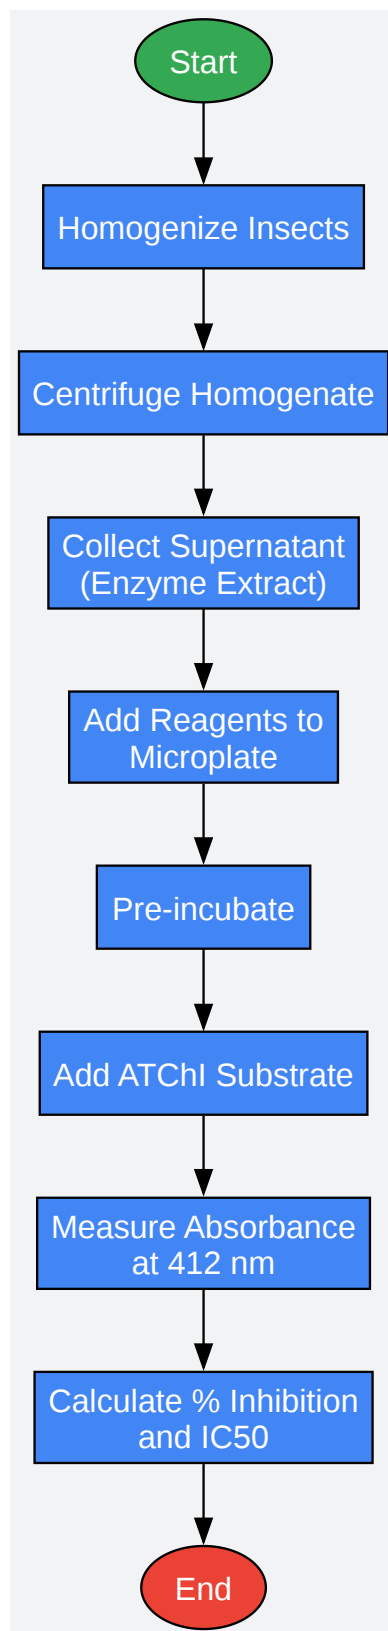 Start
Homogenize Insects
Centrifuge Homogenate
Collect Supernatant
(Enzyme Extract)
Add Reagents to
Microplate
Pre-incubate
Add ATChI Substrate
Measure Absorbance
at 412 nm
Calculate % Inhibition
and IC50
End